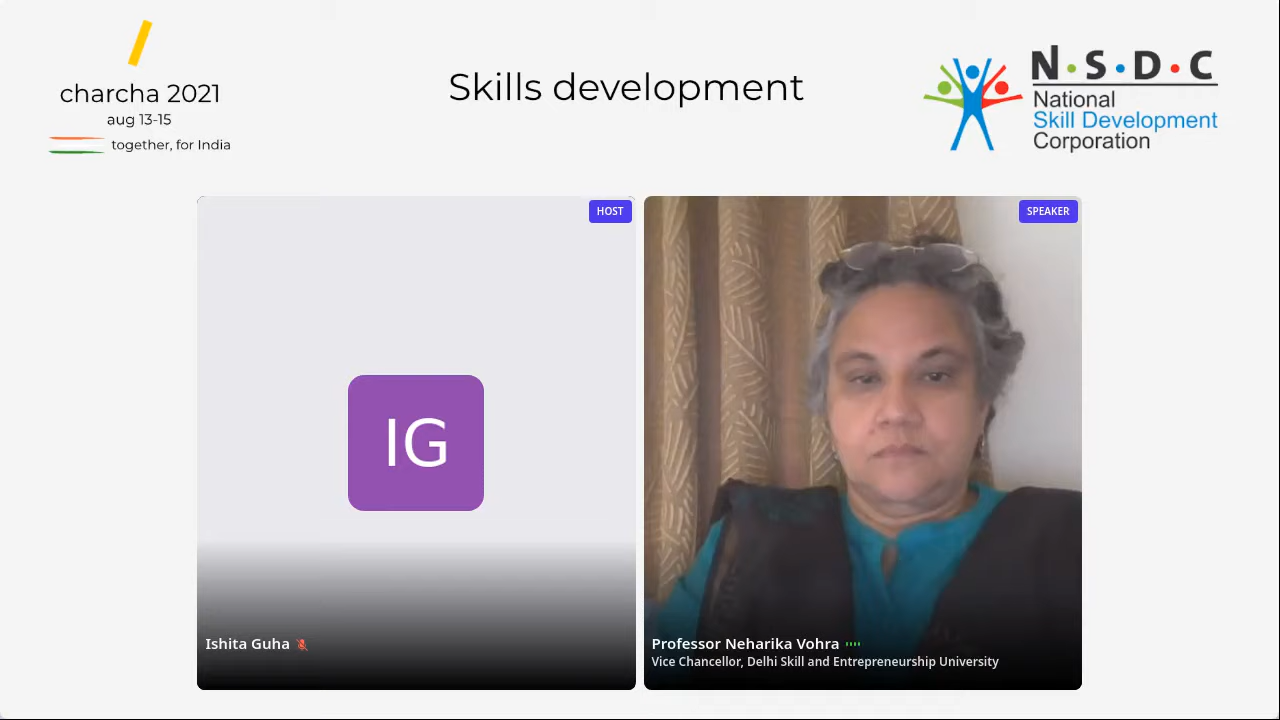 charcha 2021
aug 13-15
together, for India
Skills development
N·S·D·C
National
Skill Development
Corporation
HOST
SPEAKER
IG
Ishita Guha
Professor Neharika Vohra
Vice Chancellor, Delhi Skill and Entrepreneurship University